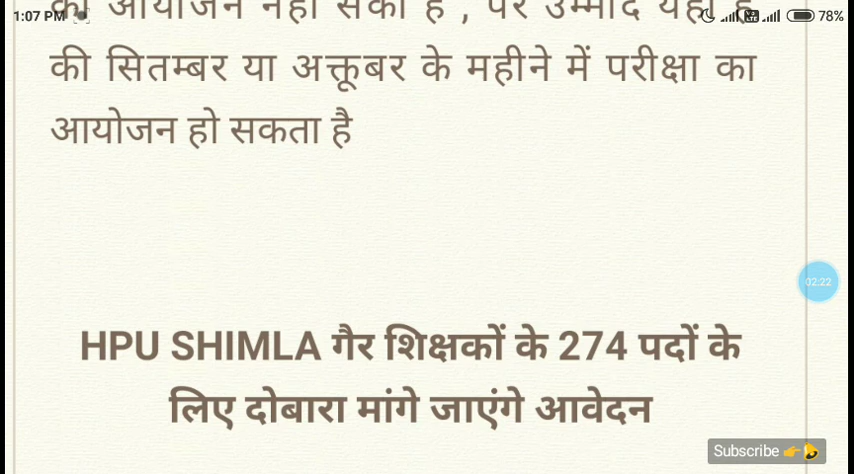 1:07 PM
78%
की सितम्बर या अक्तूबर के महीने में परीक्षा का
आयोजन हो सकता है
02:22
HPU SHIMLA गैर शिक्षकों के 274 पदों के
लिए दोबारा मांगे जाएंगे आवेदन
Subscribe 👉🔔